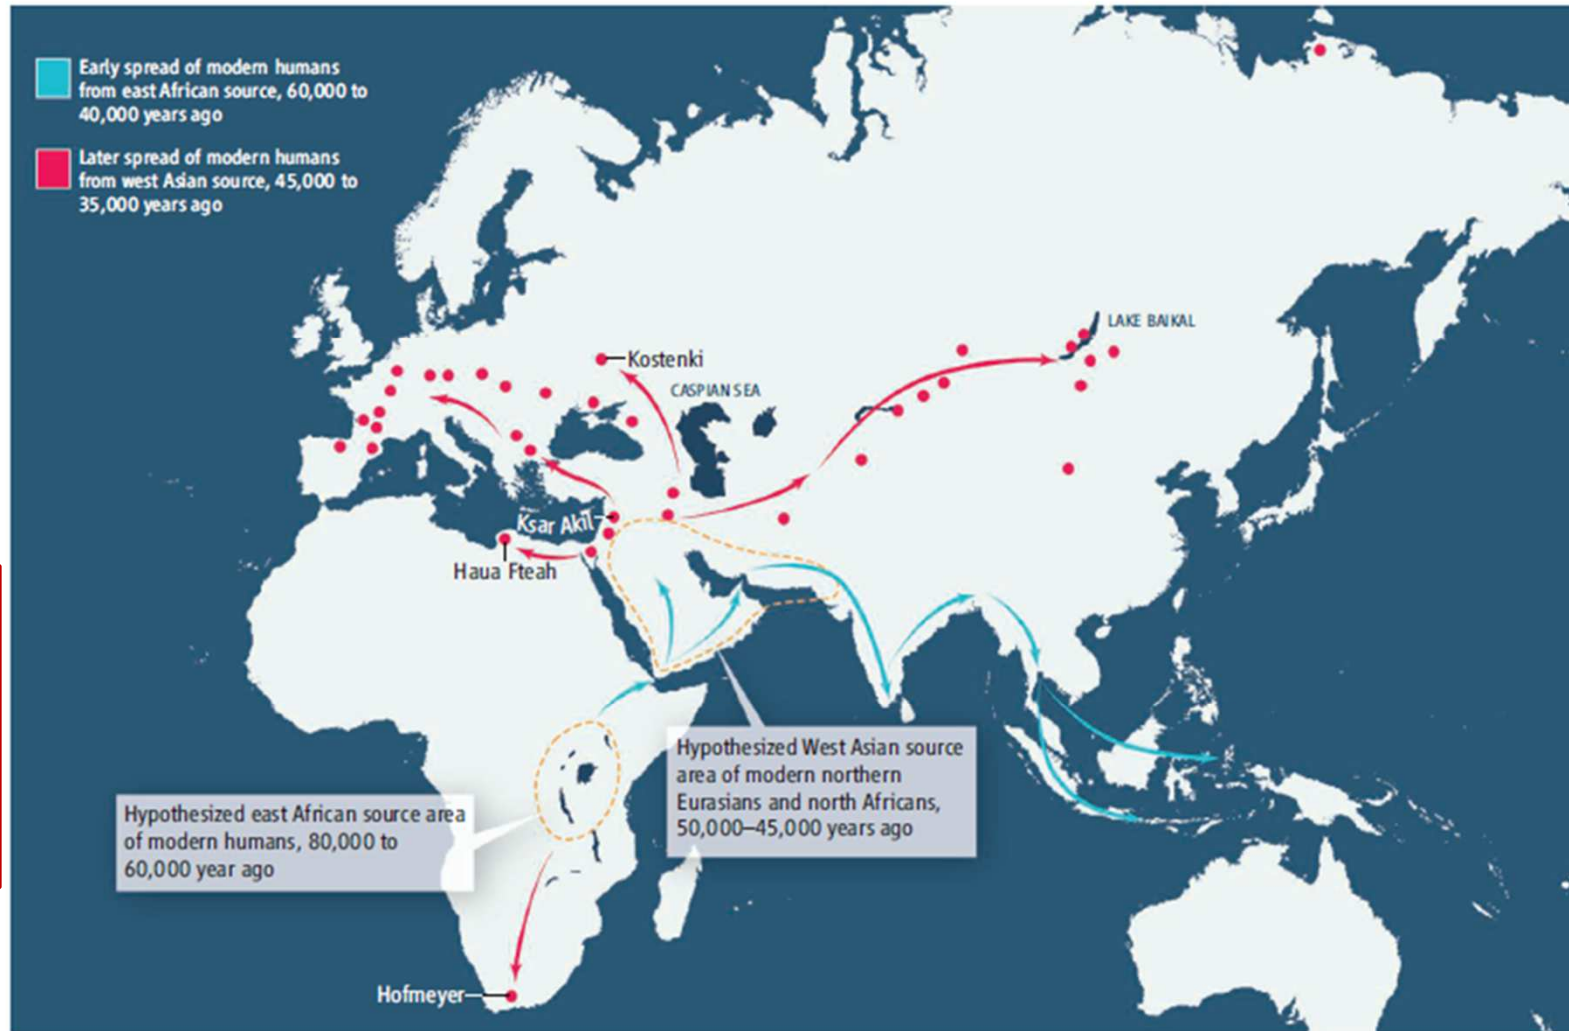 Early spread of modern humans
from east African source, 60,000 to
40,000 years ago
Later spread of modern humans
from west Asian source, 45,000 to
35,000 years ago
LAKE BAIKAL
Kostenki
CASPIAN SEA
Ksar Akil
Haua Fteah
Hypothesized West Asian source
area of modern northern
Eurasians and north Africans,
50,000–45,000 years ago
Hypothesized east African source area
of modern humans, 80,000 to
60,000 year ago
Hofmeyer